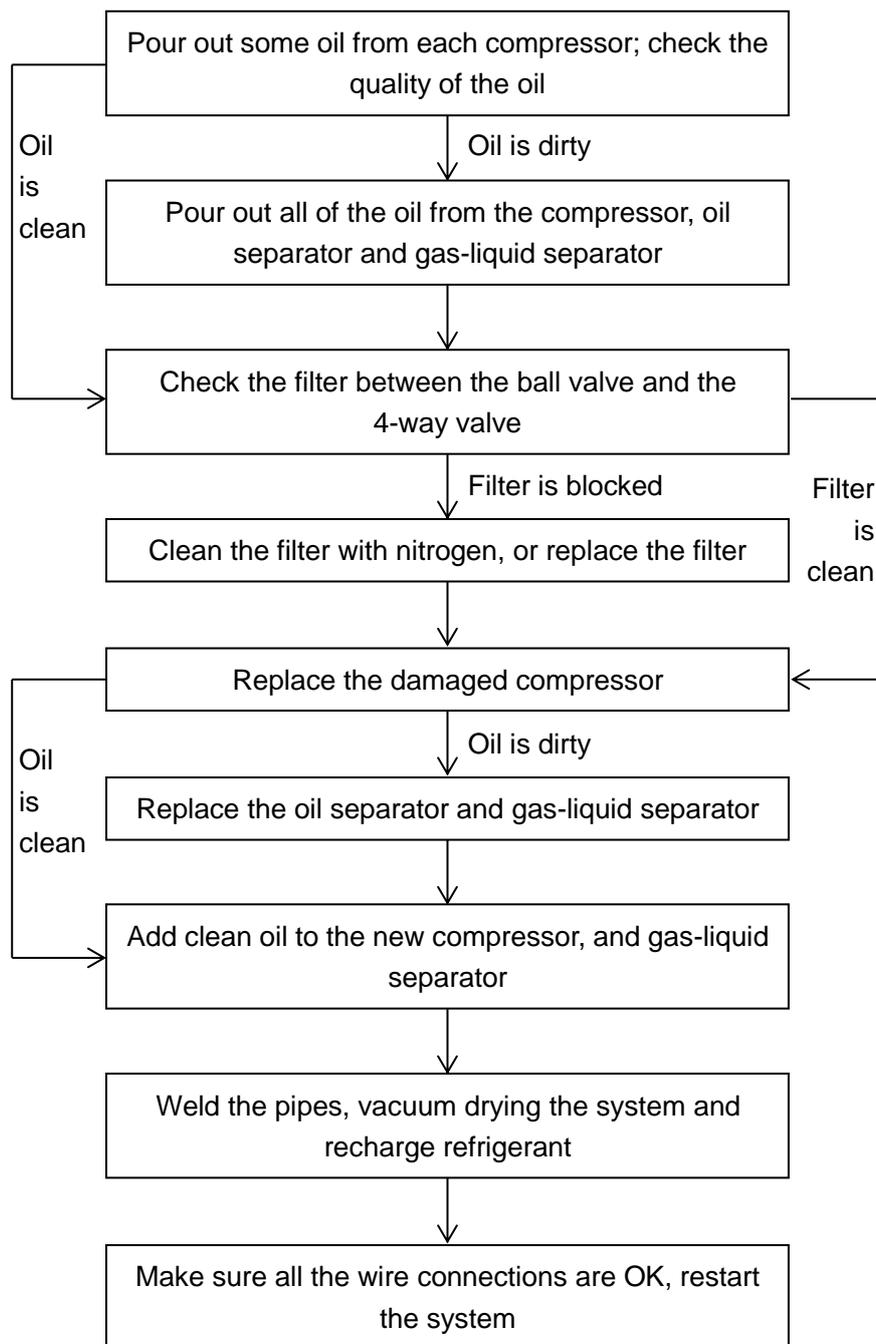 Pour out some oil from each compressor; check the
quality of the oil
Oil
is
clean
Oil is dirty
Pour out all of the oil from the compressor, oil
separator and gas-liquid separator
Check the filter between the ball valve and the
4-way valve
Filter is blocked
Filter
is
clean
Clean the filter with nitrogen, or replace the filter
Replace the damaged compressor
Oil is dirty
Oil
is
clean
Replace the oil separator and gas-liquid separator
Add clean oil to the new compressor, and gas-liquid
separator
Weld the pipes, vacuum drying the system and
recharge refrigerant
Make sure all the wire connections are OK, restart
the system